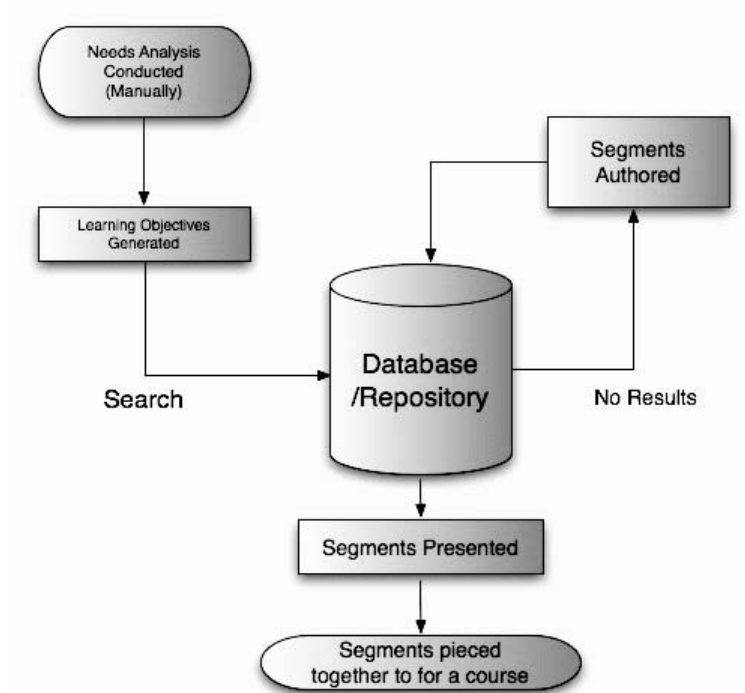 Needs Analysis
Conducted
(Manually)
Learning Objectives
Generated
Search
Database
/Repository
Segments
Authored
No Results
Segments Presented
Segments pieced
together to for a course